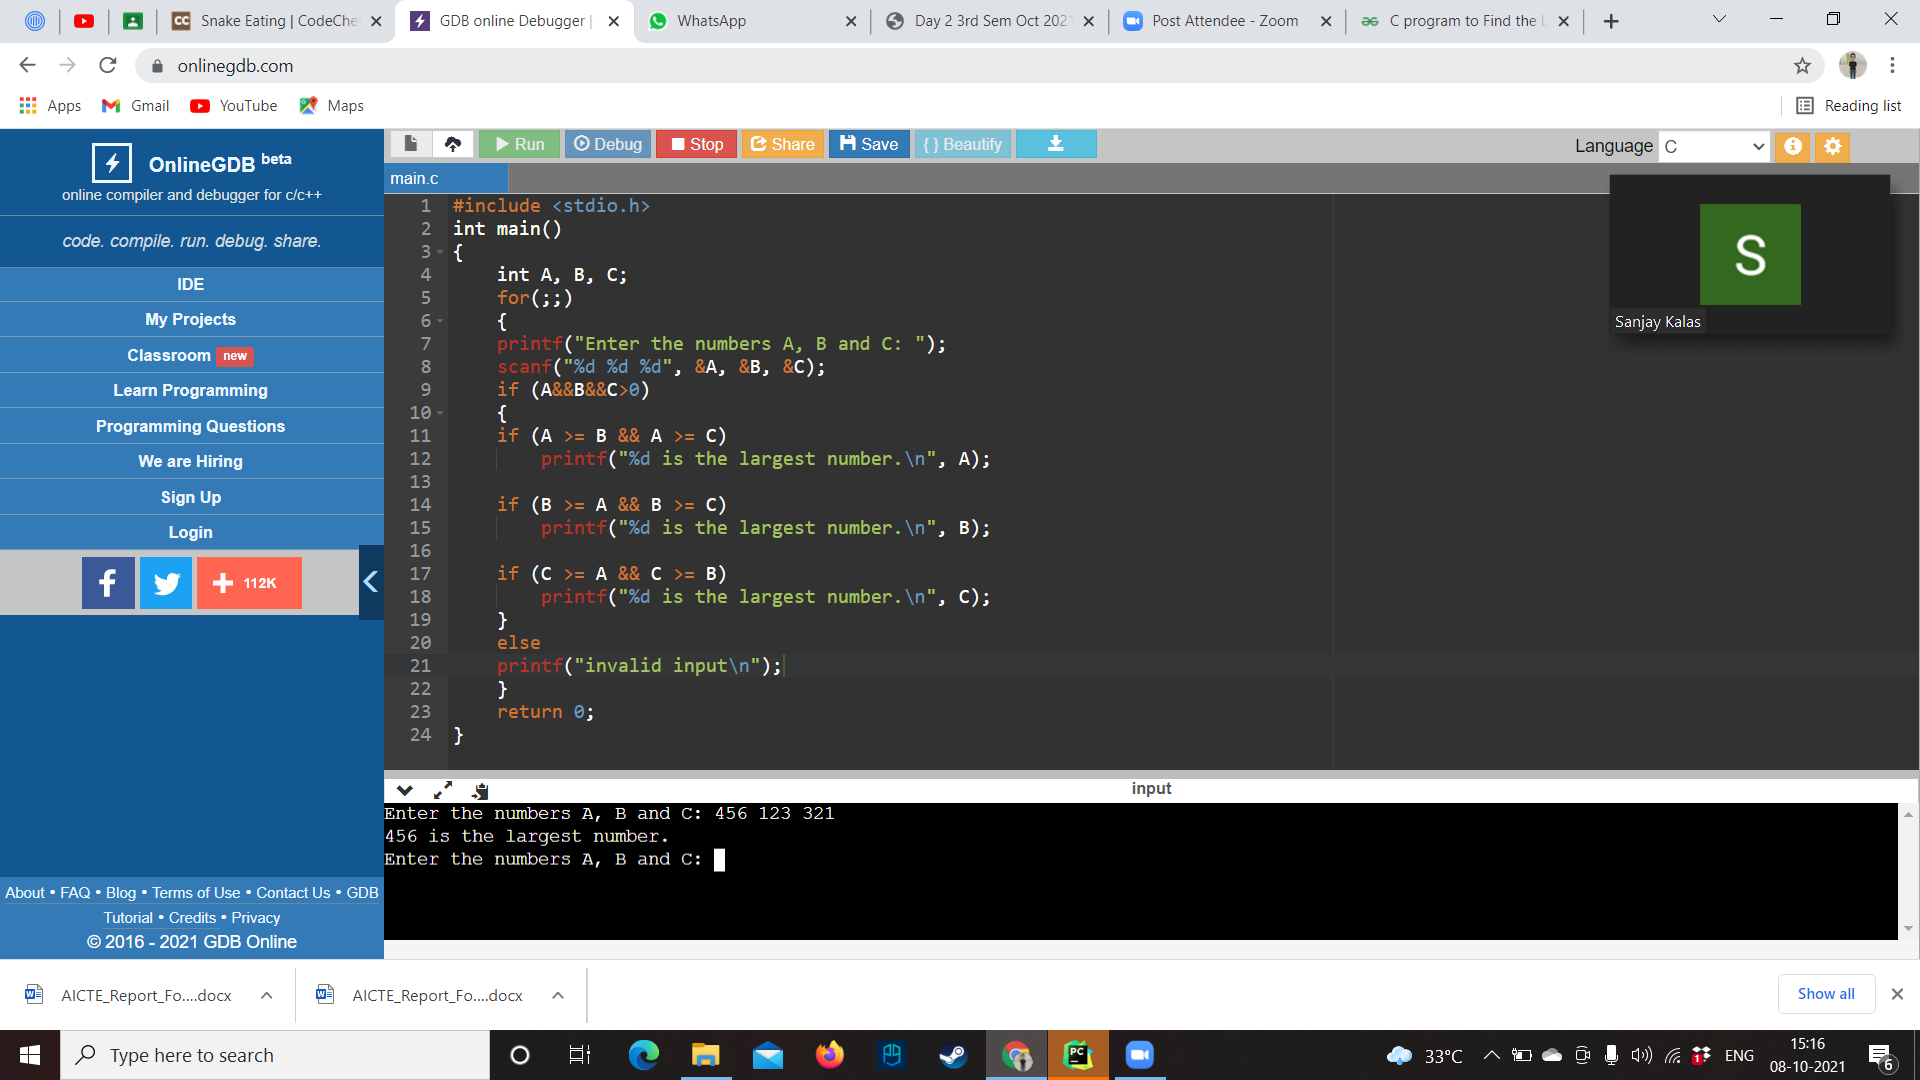 Snake Eating | CodeChe
GDB online Debugger |
WhatsApp
Day 2 3rd Sem Oct 2021
Post Attendee - Zoom
C program to Find the L
onlinegdb.com
Apps
Gmail
YouTube
Maps
Reading list
OnlineGDB beta
online compiler and debugger for c/c++
code. compile. run. debug. share.
IDE
My Projects
Classroom new
Learn Programming
Programming Questions
We are Hiring
Sign Up
Login
112K
About • FAQ • Blog • Terms of Use • Contact Us • GDB
Tutorial • Credits • Privacy
© 2016 - 2021 GDB Online
Run
Debug
Stop
Share
Save
{ } Beautify
Language C
main.c
1 #include <stdio.h>
2 int main()
3 {
4     int A, B, C;
5     for(;;)
6     {
7     printf("Enter the numbers A, B and C: ");
8     scanf("%d %d %d", &A, &B, &C);
9     if (A&&B&&C>0)
10     {
11     if (A >= B && A >= C)
12         printf("%d is the largest number.\n", A);
13
14     if (B >= A && B >= C)
15         printf("%d is the largest number.\n", B);
16
17     if (C >= A && C >= B)
18         printf("%d is the largest number.\n", C);
19     }
20     else
21     printf("invalid input\n");
22     }
23     return 0;
24 }
S
Sanjay Kalas
input
Enter the numbers A, B and C: 456 123 321
456 is the largest number.
Enter the numbers A, B and C:
AICTE_Report_Fo....docx
AICTE_Report_Fo....docx
Show all
Type here to search
33°C
ENG
15:16
08-10-2021
6